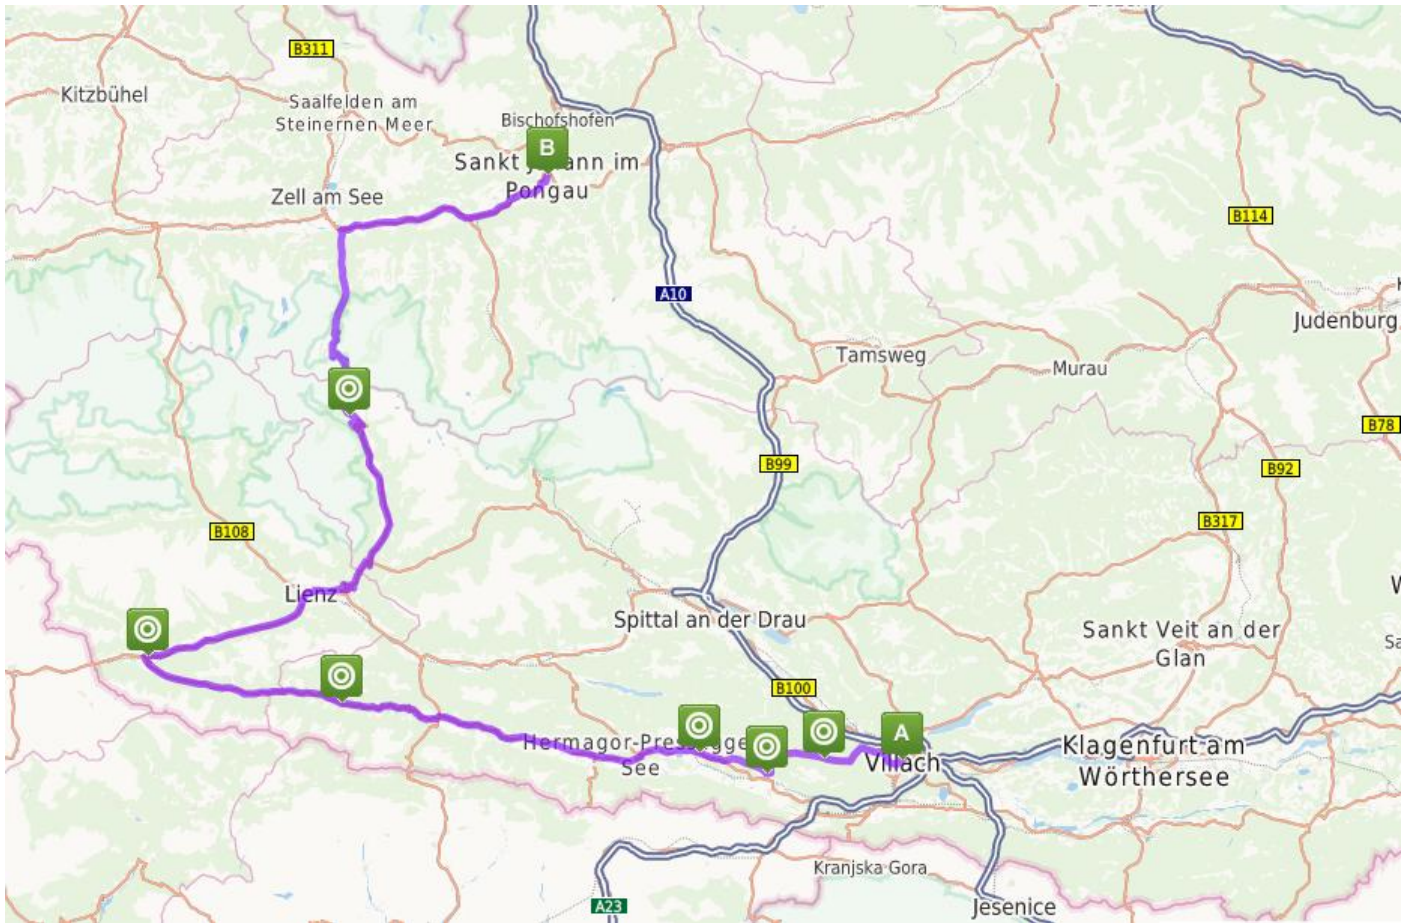 B311
Kitzbühel
Saalfelden am
Steinernen Meer
Bischofshofen
B
im
Pongau
Zell am See
B114
A10
Judenburg
Tamsweg
Murau
B78
B99
B92
B108
B317
Lienz
Spittal an der Drau
Sankt Veit an der
Glan
B100
A
See
Villach
Klagenfurt am
Wörthersee
Kranjska Gora
A23
Jesenice